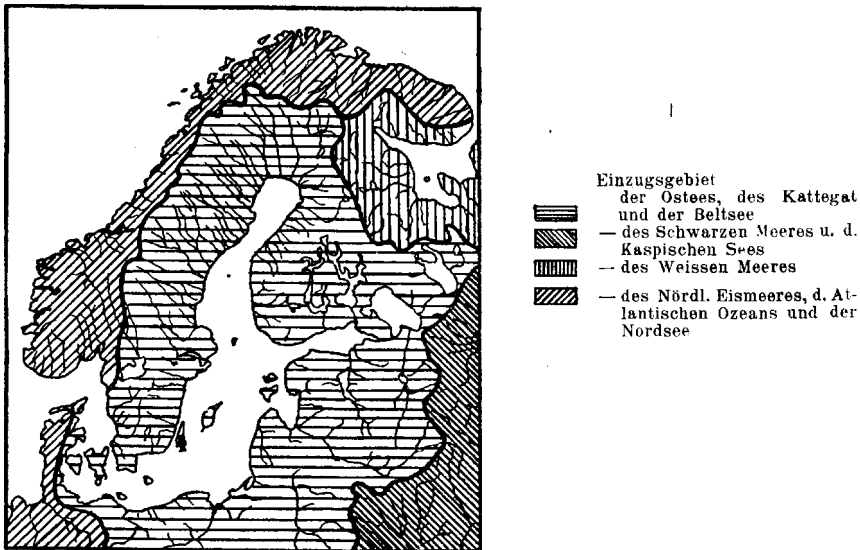 Einzugsgebiet
der Ostees, des Kattegat
und der Beltsee
— des Schwarzen Meeres u. d.
Kaspischen Sees
— des Weissen Meeres
— des Nördl. Eismeeres, d. At-
lantischen Ozeans und der
Nordsee